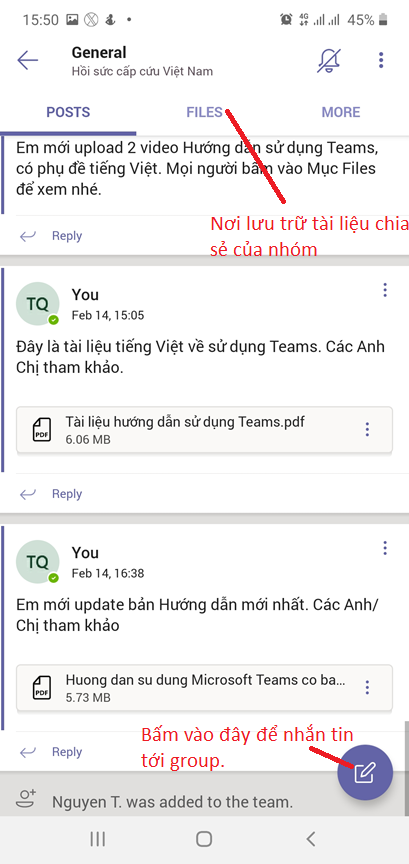 15:50 4G 45%
General
Hồi sức cấp cứu Việt Nam
POSTS FILES MORE
Em mới upload 2 video Hướng dẫn sử dụng Teams,
có phụ đề tiếng Việt. Mọi người bấm vào Mục Files
để xem nhé.
Nơi lưu trữ tài liệu chia
sẻ của nhóm
Reply
TQ
You
Feb 14, 15:05
Đây là tài liệu tiếng Việt về sử dụng Teams. Các Anh
Chị tham khảo.
PDF
Tài liệu hướng dẫn sử dụng Teams.pdf
6.06 MB
Reply
TQ
You
Feb 14, 16:38
Em mới update bản Hướng dẫn mới nhất. Các Anh/
Chị tham khảo
PDF
Huong dan su dung Microsoft Teams co ba...
5.73 MB
Reply
Bấm vào đây để nhắn tin
tới group.
Nguyen T. was added to the team.